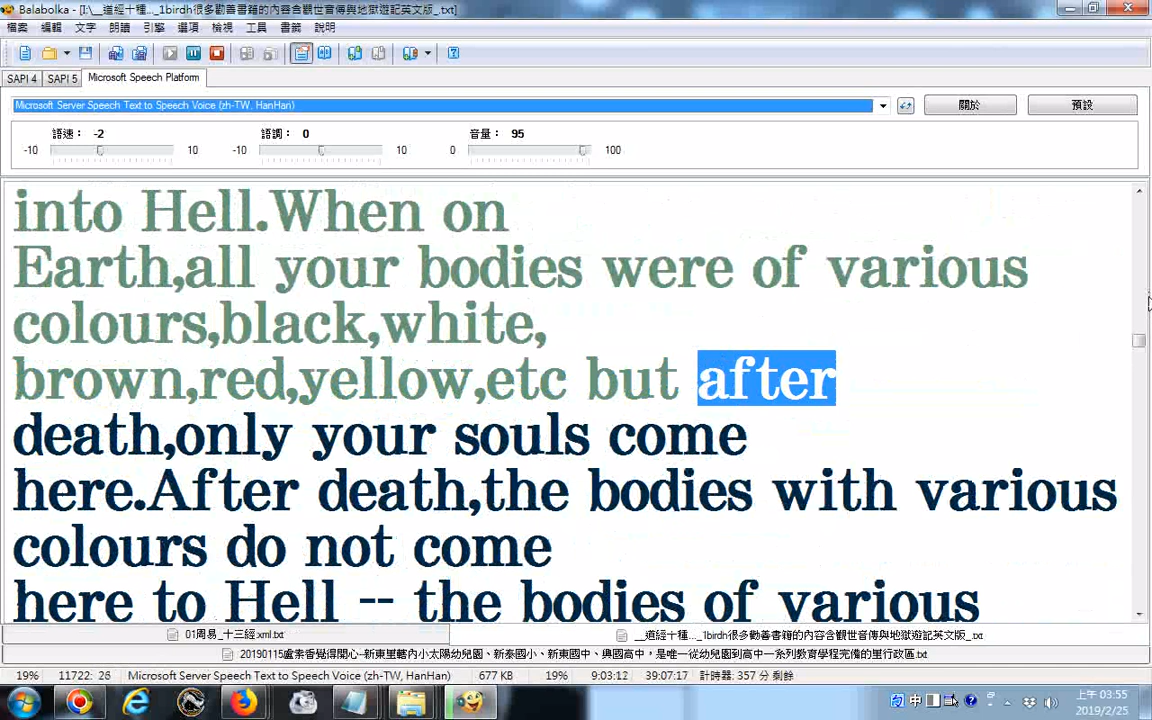 Balabolka - [I:\__道經十種..._1birdh很多勸善書籍的內容含觀世音傳與地獄遊記英文版_.txt]
檔案 編輯 文字 朗讀 引擎 選項 檢視 工具 書籤 說明
SAPI 4 SAPI 5 Microsoft Speech Platform
Microsoft Server Speech Text to Speech Voice (zh-TW, HanHan)
關於 預設
語速： -2 語調： 0 音量： 95
-10 10 -10 10 0 100
into Hell.When on
Earth,all your bodies were of various
colours,black,white,
brown,red,yellow,etc but after
death,only your souls come
here.After death,the bodies with various
colours do not come
here to Hell -- the bodies of various
01周易_十三經.xml.txt __道經十種..._1birdh很多勸善書籍的內容含觀世音傳與地獄遊記英文版_.txt
20190115盧素香覺得開心--新東里轄內小太陽幼兒園、新泰國小、新東國中、興國高中，是唯一從幼兒園到高中一系列教育學程完備的里行政區.txt
19% 11722: 26 Microsoft Server Speech Text to Speech Voice (zh-TW, HanHan) 677 KB 19% 9:03:12 39:07:17 計時器: 357 分 剩餘
中 上午 03:55
2019/2/25